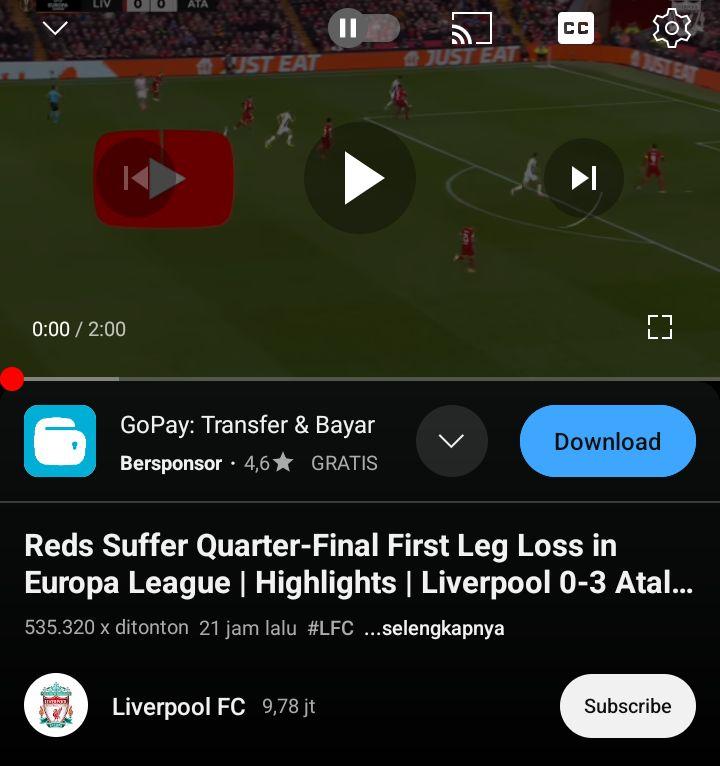 LIV 0 0 ATA
CC
JUST EAT
JUST EAT
0:00 / 2:00
GoPay: Transfer & Bayar
Bersponsor · 4,6★ GRATIS
Download
Reds Suffer Quarter-Final First Leg Loss in
Europa League | Highlights | Liverpool 0-3 Atal...
535.320 x ditonton 21 jam lalu #LFC ...selengkapnya
Liverpool FC 9,78 jt
Subscribe